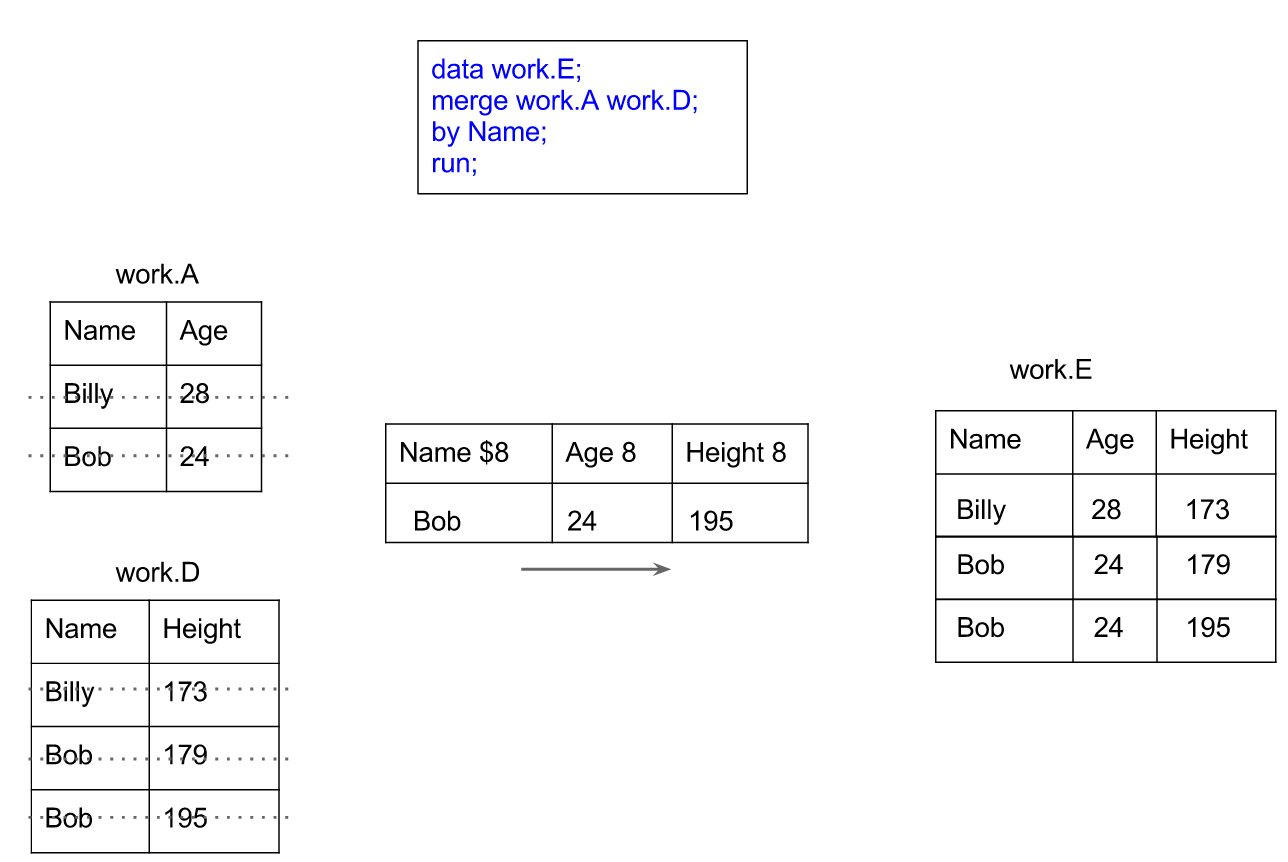 data work.E;
merge work.A work.D;
by Name;
run;
work.A
Name Age
Billy 28
Bob 24
work.D
Name Height
Billy 173
Bob 179
Bob 195
Name $8 Age 8 Height 8
Bob 24 195
work.E
Name Age Height
Billy 28 173
Bob 24 179
Bob 24 195